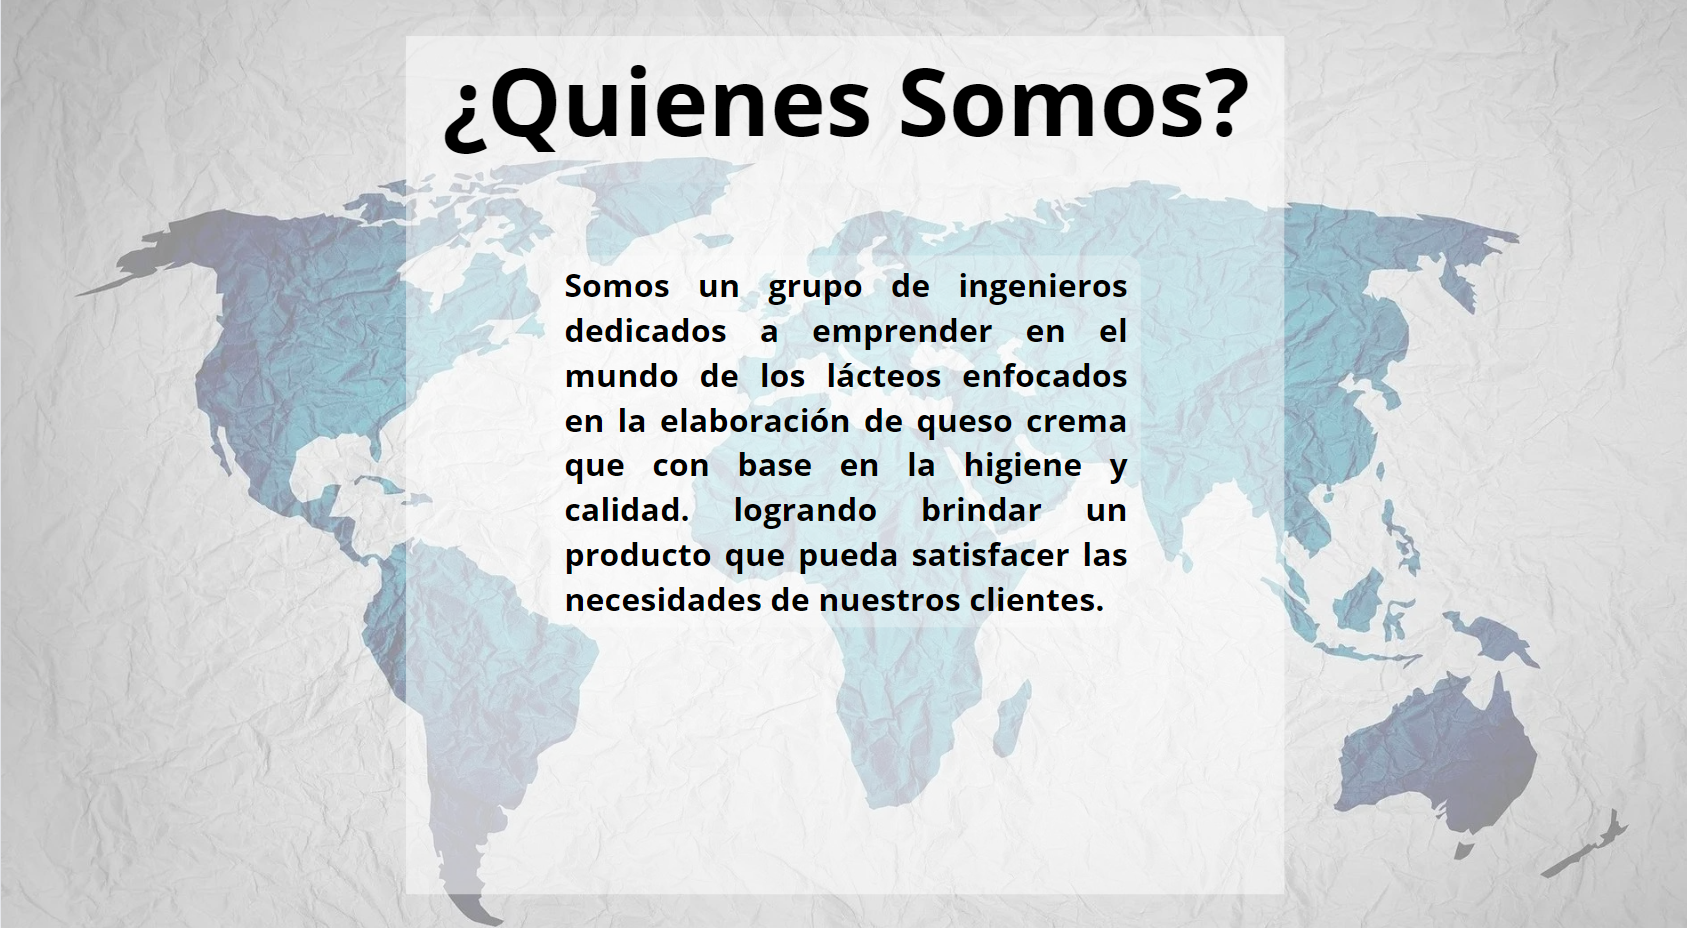 ¿Quienes Somos?
Somos un grupo de ingenieros
dedicados a emprender en el
mundo de los lácteos enfocados
en la elaboración de queso crema
que con base en la higiene y
calidad. logrando brindar un
producto que pueda satisfacer las
necesidades de nuestros clientes.